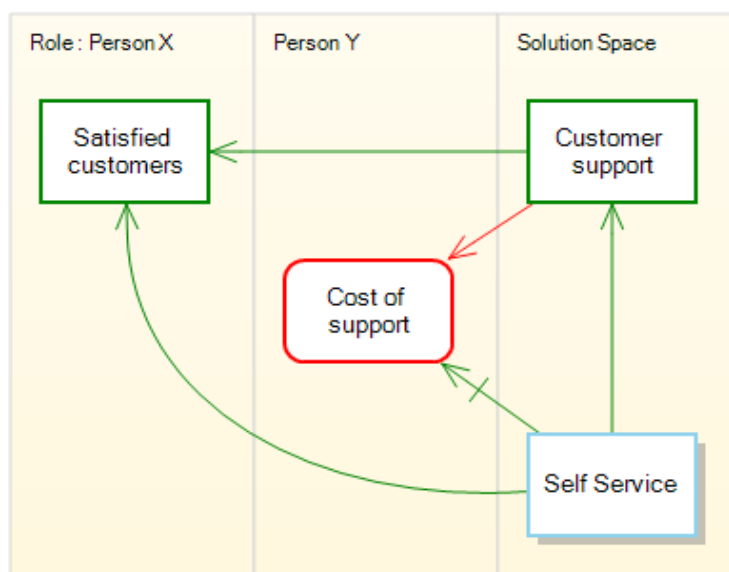 Role : Person X
Person Y
Solution Space
Satisfied
customers
Customer
support
Cost of
support
Self Service